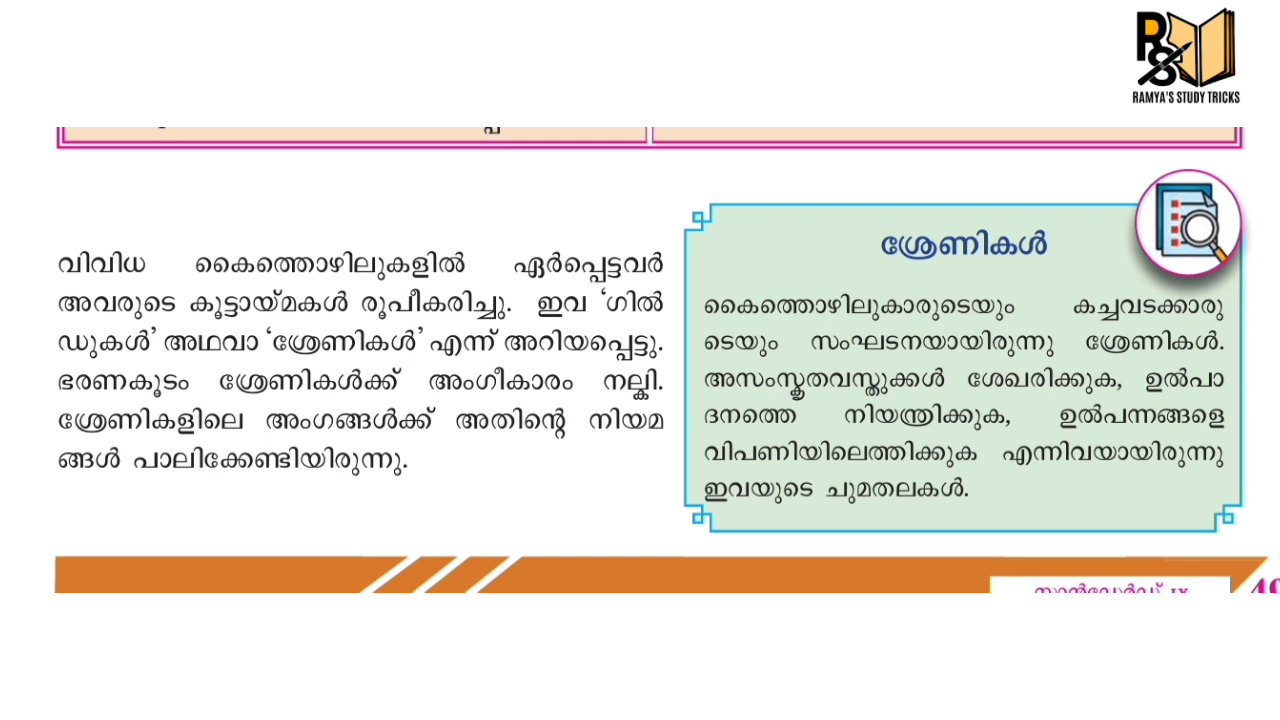 RS
RAMYA'S STUDY TRICKS
വിവിധ കൈത്തൊഴിലുകളിൽ ഏർപ്പെട്ടവർ
അവരുടെ കൂട്ടായ്മകൾ രൂപീകരിച്ചു. ഇവ ‘ഗിൽ
ഡുകൾ’ അഥവാ ‘ശ്രേണികൾ’ എന്ന് അറിയപ്പെട്ടു.
ഭരണകൂടം ശ്രേണികൾക്ക് അംഗീകാരം നല്കി.
ശ്രേണികളിലെ അംഗങ്ങൾക്ക് അതിന്റെ നിയമ
ങ്ങൾ പാലിക്കേണ്ടിയിരുന്നു.
ശ്രേണികൾ
കൈത്തൊഴിലുകാരുടെയും കച്ചവടക്കാരു
ടെയും സംഘടനയായിരുന്നു ശ്രേണികൾ.
അസംസ്കൃതവസ്തുക്കൾ ശേഖരിക്കുക, ഉൽപാ
ദനത്തെ നിയന്ത്രിക്കുക, ഉൽപന്നങ്ങളെ
വിപണിയിലെത്തിക്കുക എന്നിവയായിരുന്നു
ഇവയുടെ ചുമതലകൾ.